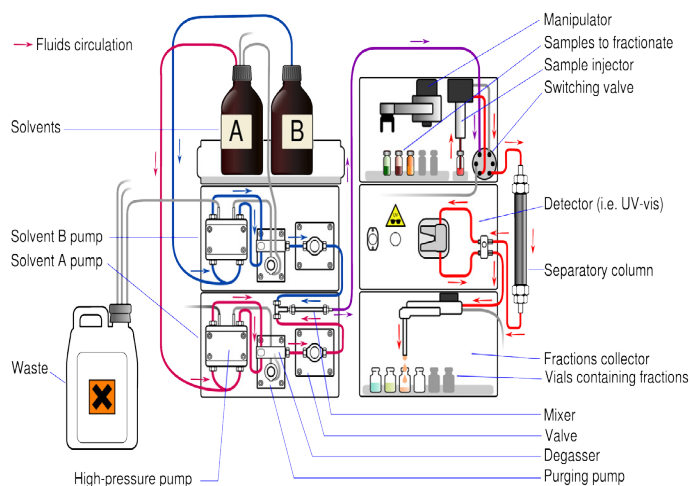 Fluids circulation
Solvents
A
B
Manipulator
Samples to fractionate
Sample injector
Switching valve
Detector (i.e. UV-vis)
Solvent B pump
Solvent A pump
Separatory column
Waste
Fractions collector
Vials containing fractions
Mixer
Valve
Degasser
Purging pump
High-pressure pump